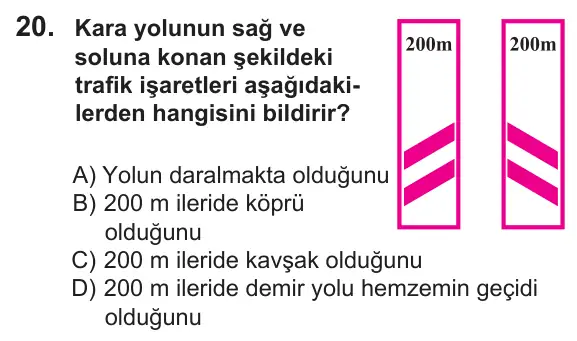 20. Kara yolunun sağ ve
soluna konan şekildeki
trafik işaretleri aşağıdaki-
lerden hangisini bildirir?
200m
200m
A) Yolun daralmakta olduğunu
B) 200 m ileride köprü
olduğunu
C) 200 m ileride kavşak olduğunu
D) 200 m ileride demir yolu hemzemin geçidi
olduğunu